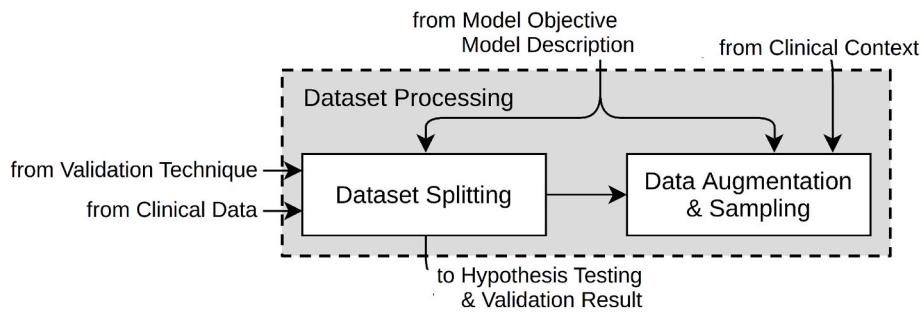 from Model Objective
Model Description
from Clinical Context
Dataset Processing
from Validation Technique
from Clinical Data
Dataset Splitting
Data Augmentation
& Sampling
to Hypothesis Testing
& Validation Result